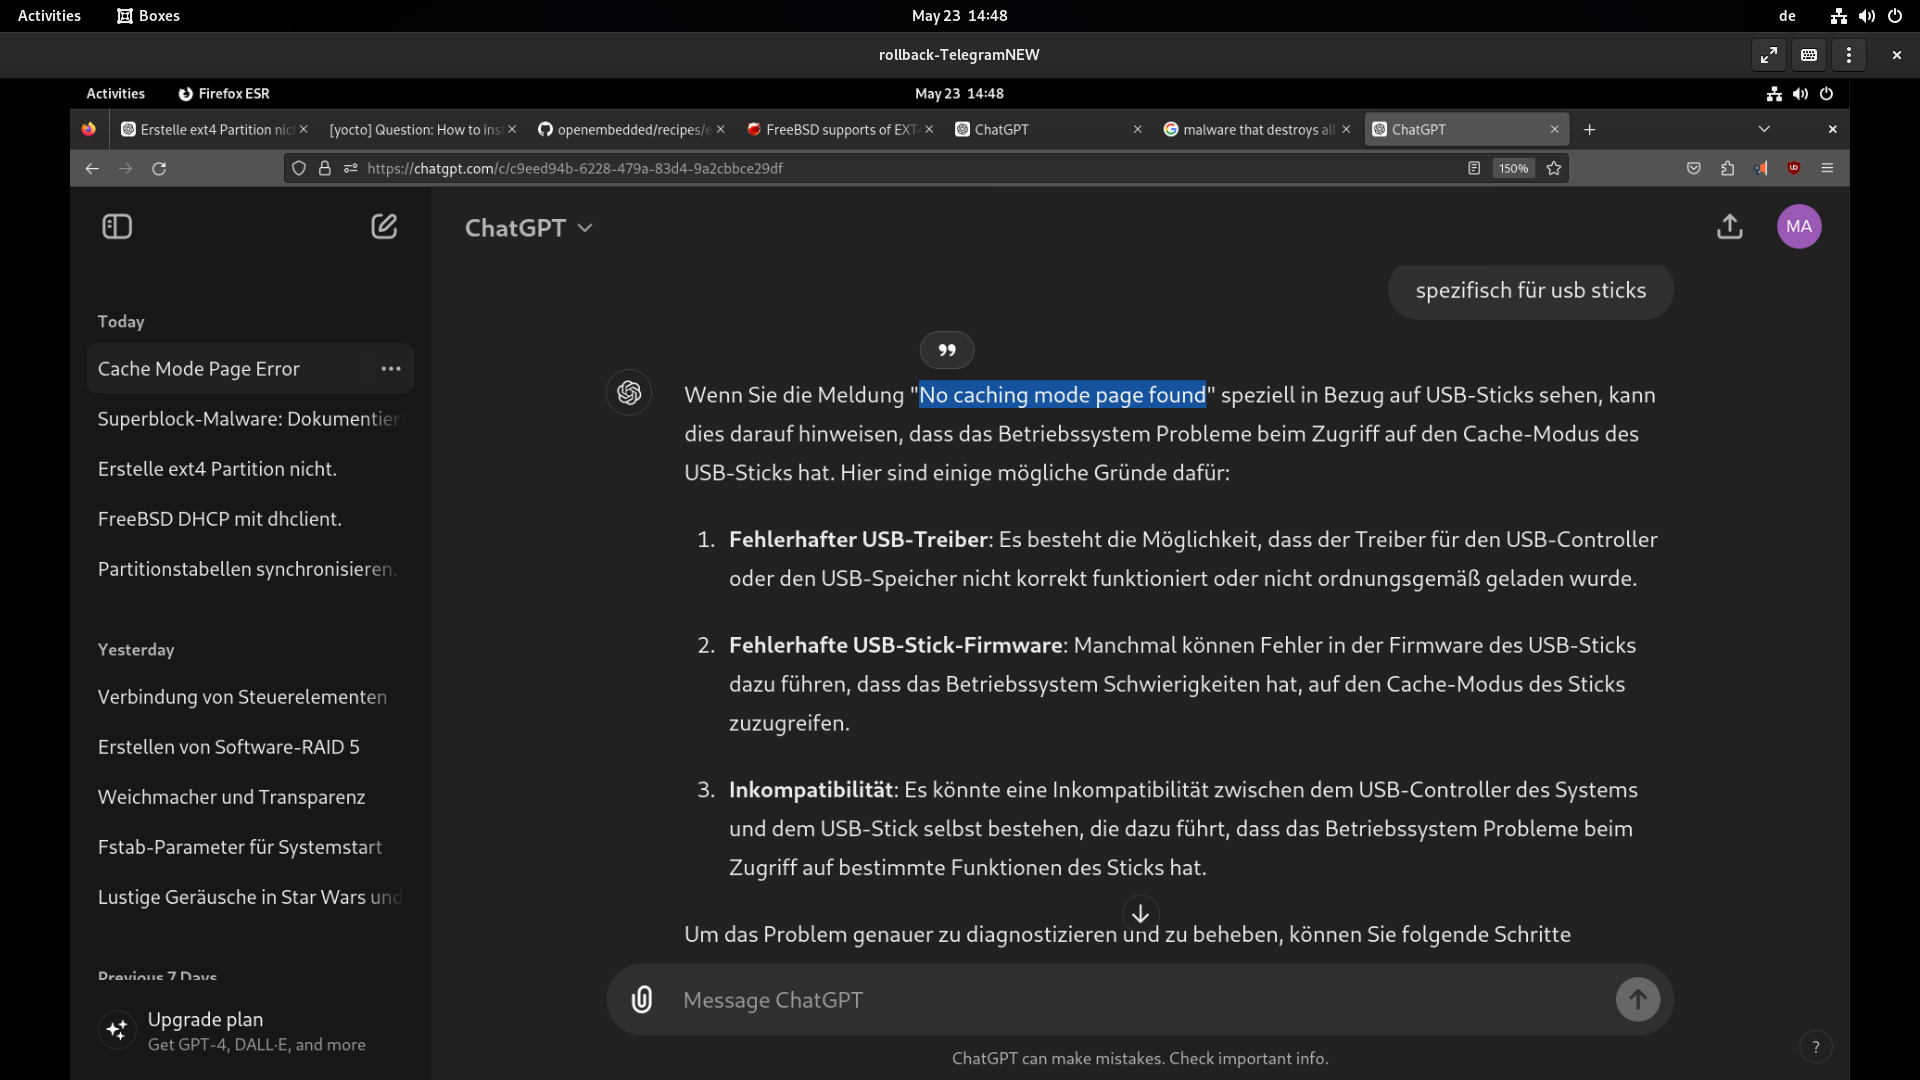 Activities Boxes May 23 14:48 de
rollback-TelegramNEW
Activities Firefox ESR May 23 14:48
Erstelle ext4 Partition nic [yocto] Question: How to ins openembedded/recipes/e FreeBSD supports of EXT4 ChatGPT malware that destroys all ChatGPT
https://chatgpt.com/c/c9eed94b-6228-479a-83d4-9a2cbbce29df 150%
ChatGPT
MA
Today
Cache Mode Page Error
Superblock-Malware: Dokumentier
Erstelle ext4 Partition nicht.
FreeBSD DHCP mit dhclient.
Partitionstabellen synchronisieren.
Yesterday
Verbindung von Steuerelementen
Erstellen von Software-RAID 5
Weichmacher und Transparenz
Fstab-Parameter für Systemstart
Lustige Geräusche in Star Wars und
Previous 7 Days
Upgrade plan
Get GPT-4, DALL·E, and more
spezifisch für usb sticks
Wenn Sie die Meldung "No caching mode page found" speziell in Bezug auf USB-Sticks sehen, kann
dies darauf hinweisen, dass das Betriebssystem Probleme beim Zugriff auf den Cache-Modus des
USB-Sticks hat. Hier sind einige mögliche Gründe dafür:
1. Fehlerhafter USB-Treiber: Es besteht die Möglichkeit, dass der Treiber für den USB-Controller
oder den USB-Speicher nicht korrekt funktioniert oder nicht ordnungsgemäß geladen wurde.
2. Fehlerhafte USB-Stick-Firmware: Manchmal können Fehler in der Firmware des USB-Sticks
dazu führen, dass das Betriebssystem Schwierigkeiten hat, auf den Cache-Modus des Sticks
zuzugreifen.
3. Inkompatibilität: Es könnte eine Inkompatibilität zwischen dem USB-Controller des Systems
und dem USB-Stick selbst bestehen, die dazu führt, dass das Betriebssystem Probleme beim
Zugriff auf bestimmte Funktionen des Sticks hat.
Um das Problem genauer zu diagnostizieren und zu beheben, können Sie folgende Schritte
Message ChatGPT
ChatGPT can make mistakes. Check important info.
?